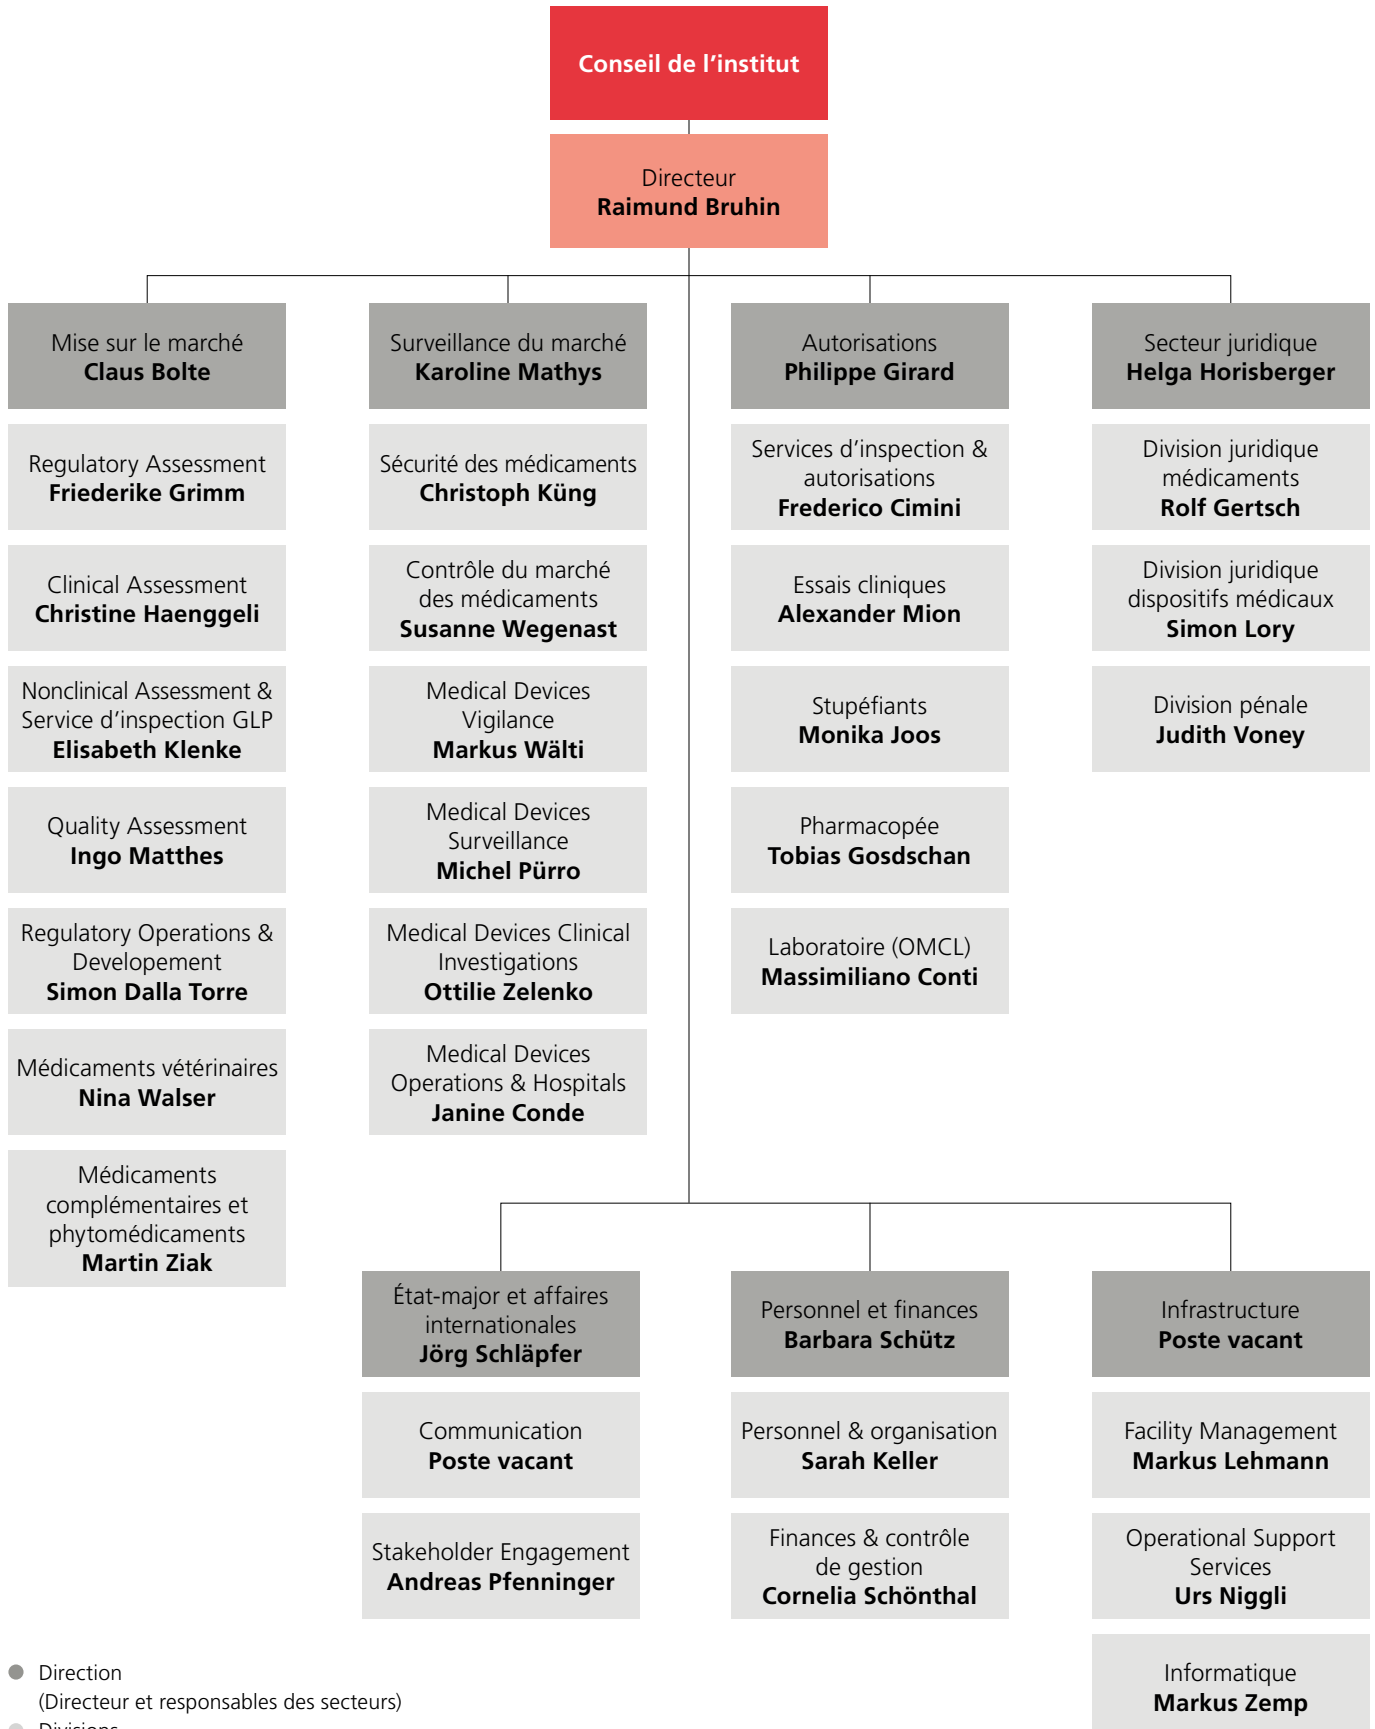 Conseil de l’institut
Directeur
Raimund Bruhin
Mise sur le marché
Claus Bolte
Regulatory Assessment
Friederike Grimm
Clinical Assessment
Christine Haenggeli
Nonclinical Assessment &
Service d’inspection GLP
Elisabeth Klenke
Quality Assessment
Ingo Matthes
Regulatory Operations &
Developement
Simon Dalla Torre
Médicaments vétérinaires
Nina Walser
Médicaments
complémentaires et
phytomédicaments
Martin Ziak
Surveillance du marché
Karoline Mathys
Sécurité des médicaments
Christoph Küng
Contrôle du marché
des médicaments
Susanne Wegenast
Medical Devices
Vigilance
Markus Wälti
Medical Devices
Surveillance
Michel Pürro
Medical Devices Clinical
Investigations
Ottilie Zelenko
Medical Devices
Operations & Hospitals
Janine Conde
Autorisations
Philippe Girard
Services d’inspection &
autorisations
Frederico Cimini
Essais cliniques
Alexander Mion
Stupéfiants
Monika Joos
Pharmacopée
Tobias Gosdschan
Laboratoire (OMCL)
Massimiliano Conti
Secteur juridique
Helga Horisberger
Division juridique
médicaments
Rolf Gertsch
Division juridique
dispositifs médicaux
Simon Lory
Division pénale
Judith Voney
État-major et affaires
internationales
Jörg Schläpfer
Communication
Poste vacant
Stakeholder Engagement
Andreas Pfenninger
Personnel et finances
Barbara Schütz
Personnel & organisation
Sarah Keller
Finances & contrôle
de gestion
Cornelia Schönthal
Infrastructure
Poste vacant
Facility Management
Markus Lehmann
Operational Support
Services
Urs Niggli
Informatique
Markus Zemp
Direction
(Directeur et responsables des secteurs)
Divisions